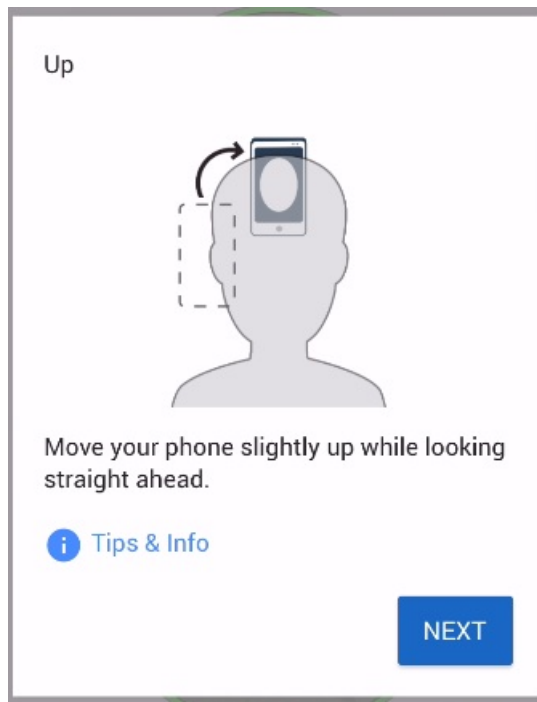 Up
Move your phone slightly up while looking
straight ahead.
Tips & Info
NEXT